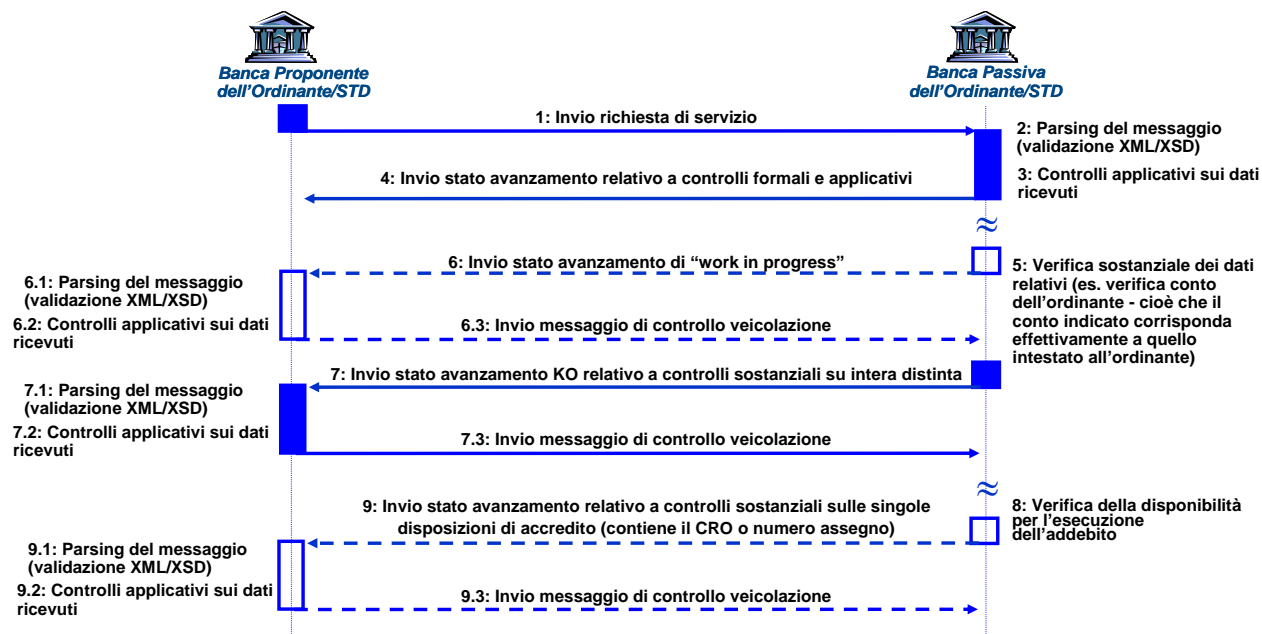 Banca Proponente
dell'Ordinante/STD
Banca Passiva
dell'Ordinante/STD
1: Invio richiesta di servizio
2: Parsing del messaggio
(validazione XML/XSD)
3: Controlli applicativi sui dati
ricevuti
4: Invio stato avanzamento relativo a controlli formali e applicativi
≈
5: Verifica sostanziale dei dati
relativi (es. verifica conto
dell'ordinante - cioè che il
conto indicato corrisponda
effettivamente a quello
intestato all'ordinante)
6: Invio stato avanzamento di “work in progress”
6.1: Parsing del messaggio
(validazione XML/XSD)
6.2: Controlli applicativi sui dati
ricevuti
6.3: Invio messaggio di controllo veicolazione
7: Invio stato avanzamento KO relativo a controlli sostanziali su intera distinta
7.1: Parsing del messaggio
(validazione XML/XSD)
7.2: Controlli applicativi sui dati
ricevuti
7.3: Invio messaggio di controllo veicolazione
≈
8: Verifica della disponibilità
per l'esecuzione
dell'addebito
9: Invio stato avanzamento relativo a controlli sostanziali sulle singole
disposizioni di accredito (contiene il CRO o numero assegno)
9.1: Parsing del messaggio
(validazione XML/XSD)
9.2: Controlli applicativi sui dati
ricevuti
9.3: Invio messaggio di controllo veicolazione